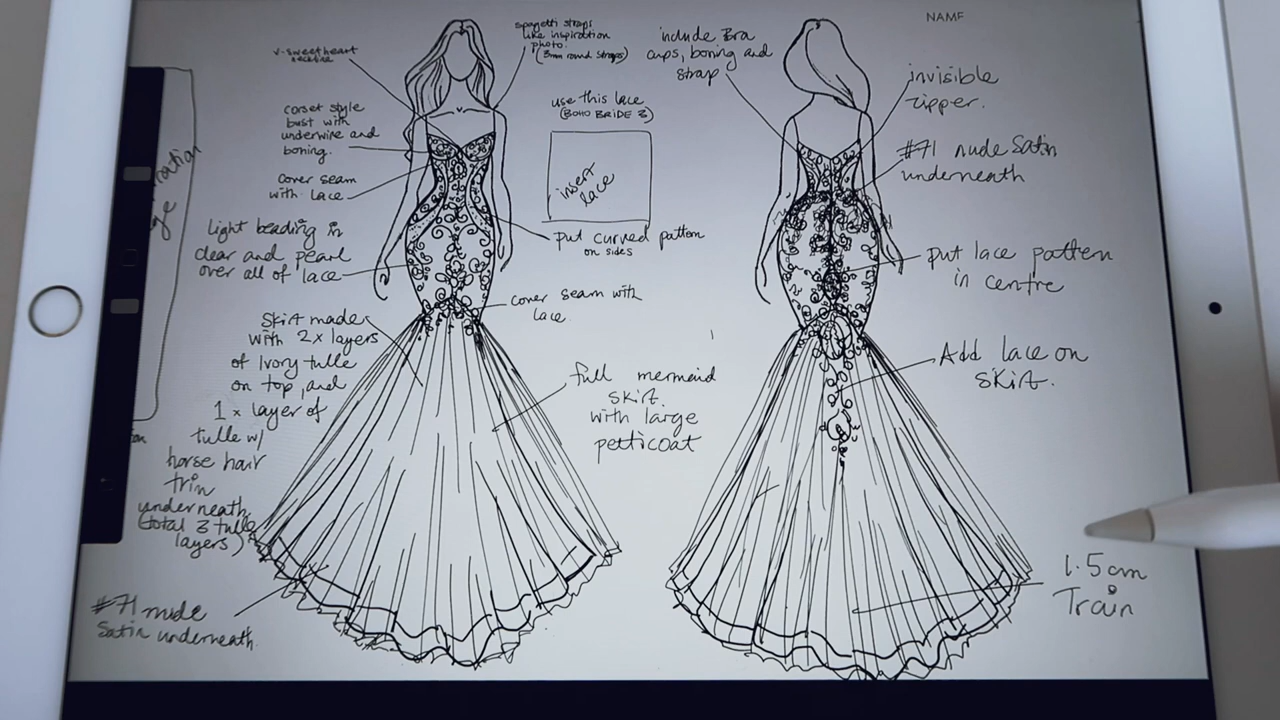 NAME
v-sweetheart
neckline
spagetti straps
like inspiration
photo.
(3mm round straps)
corset style
bust with
underwire and
boning.
cover seam
with lace
use this lace
(BOHO BRIDE 3)
insert
lace
light beading in
clear and pearl
over all of lace
put curved pattern
on sides
cover seam with
lace.
Skirt made
with 2x layers
of Ivory tulle
on top, and
1 x layer of
tulle w/
horse hair
trim
underneath
(total 3 tulle
layers)
full mermaid
skirt.
with large
petticoat
#71 nude
Satin underneath.
include Bra
cups, boning and
strap
invisible
zipper.
#71 nude Satin
underneath
put lace pattern
in centre
Add lace on
skirt.
1.5cm
Train